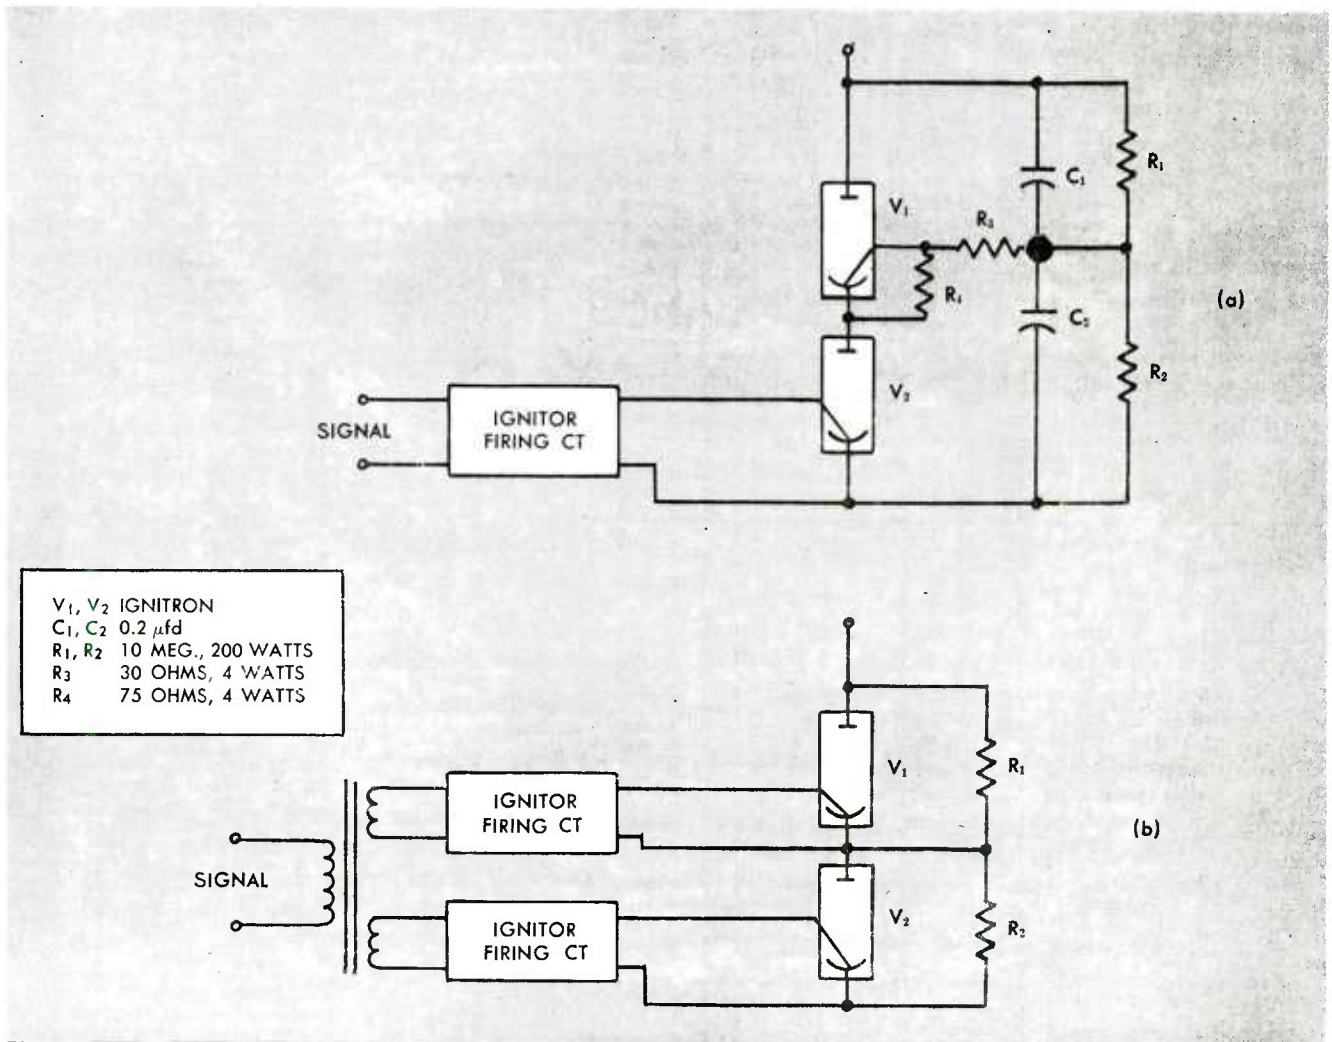 V₁
R₃
C₁
R₁
R₄
(a)
C₂
R₂
V₂
SIGNAL
IGNITOR
FIRING CT
V₁, V₂ IGNITRON
C₁, C₂ 0.2 μfd
R₁, R₂ 10 MEG., 200 WATTS
R₃ 30 OHMS, 4 WATTS
R₄ 75 OHMS, 4 WATTS
IGNITOR
FIRING CT
V₁
R₁
(b)
SIGNAL
IGNITOR
FIRING CT
V₂
R₂